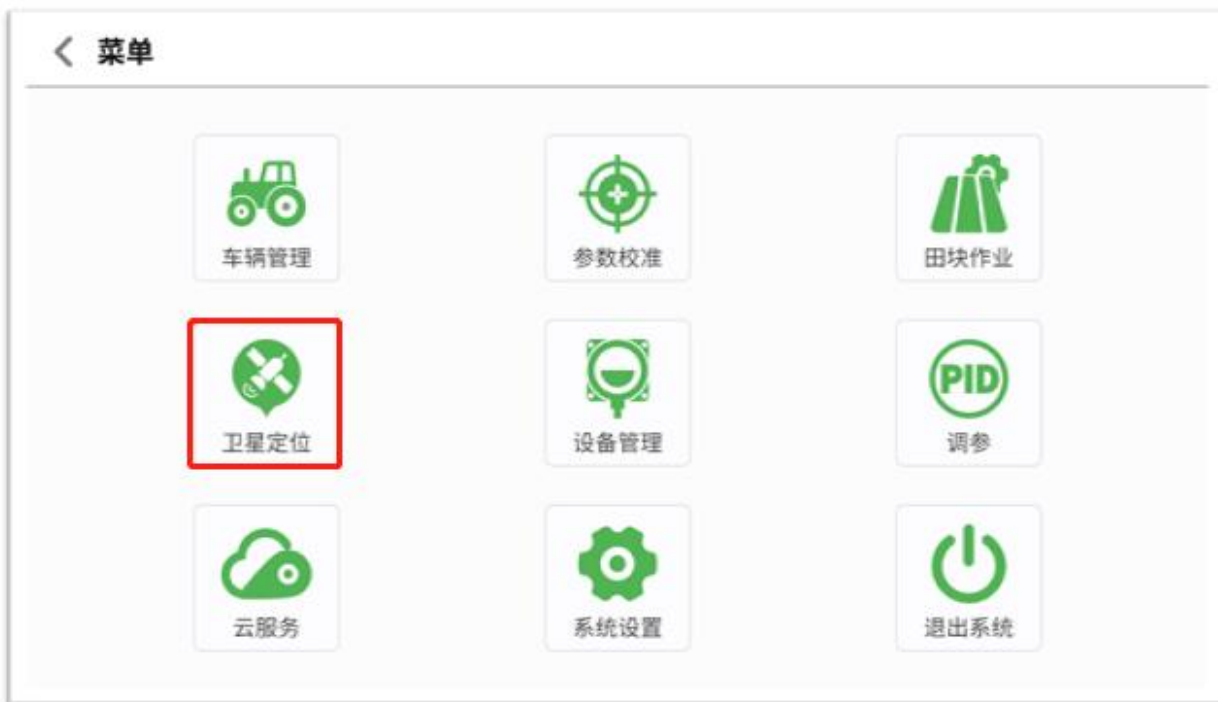 菜单
车辆管理
参数校准
田块作业
卫星定位
设备管理
PID
调参
云服务
系统设置
退出系统